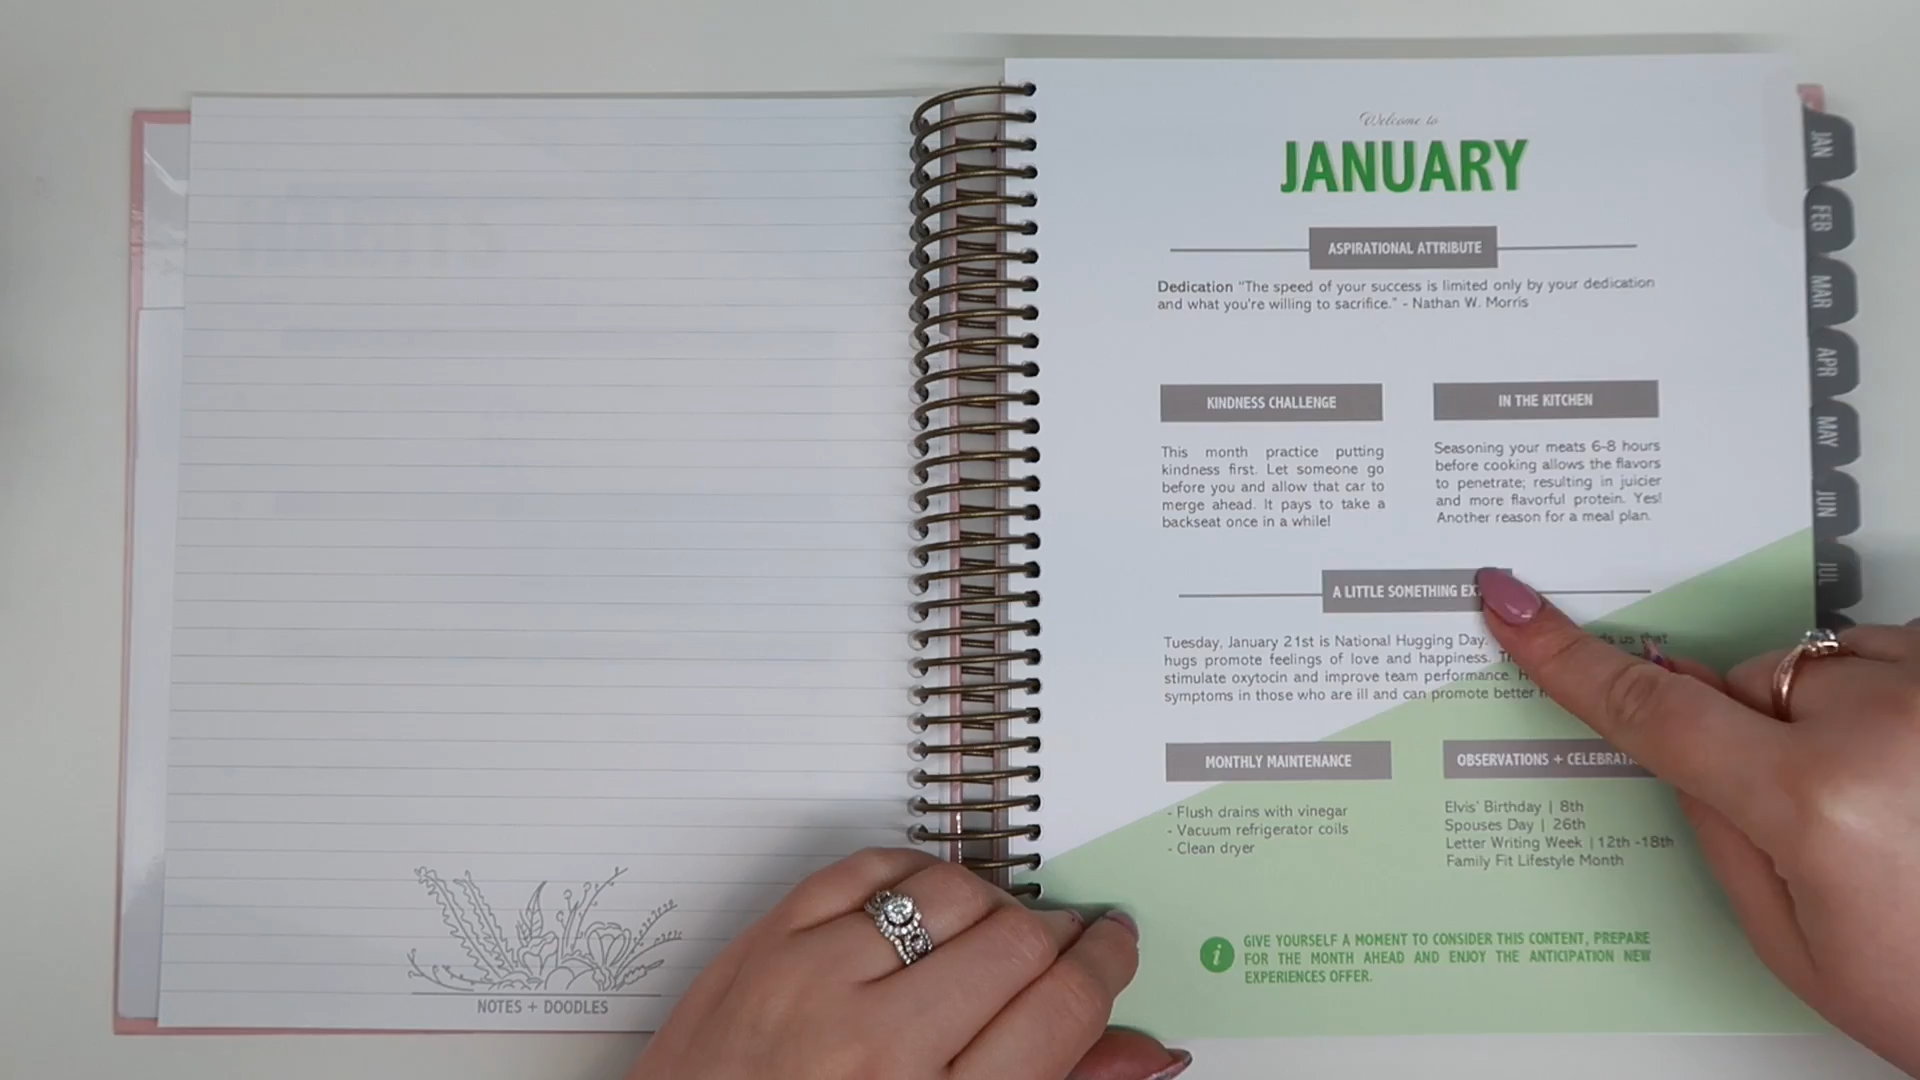 NOTES + DOODLES
Welcome to
JANUARY
ASPIRATIONAL ATTRIBUTE
Dedication "The speed of your success is limited only by your dedication
and what you're willing to sacrifice." - Nathan W. Morris
KINDNESS CHALLENGE
This month practice putting
kindness first. Let someone go
before you and allow that car to
merge ahead. It pays to take a
backseat once in a while!
IN THE KITCHEN
Seasoning your meats 6-8 hours
before cooking allows the flavors
to penetrate; resulting in juicier
and more flavorful protein. Yes!
Another reason for a meal plan.
A LITTLE SOMETHING
Tuesday, January 21st is National Hugging Day. us that
hugs promote feelings of love and happiness.
stimulate oxytocin and improve team performance.
symptoms in those who are ill and can promote better
MONTHLY MAINTENANCE
- Flush drains with vinegar
- Vacuum refrigerator coils
- Clean dryer
OBSERVATIONS +
Elvis' Birthday | 8th
Spouses Day | 26th
Letter Writing Week | 12th -18th
Family Fit Lifestyle Month
i
GIVE YOURSELF A MOMENT TO CONSIDER THIS CONTENT, PREPARE
FOR THE MONTH AHEAD AND ENJOY THE ANTICIPATION NEW
EXPERIENCES OFFER.
JAN
FEB
MAR
APR
MAY
JUN
JUL